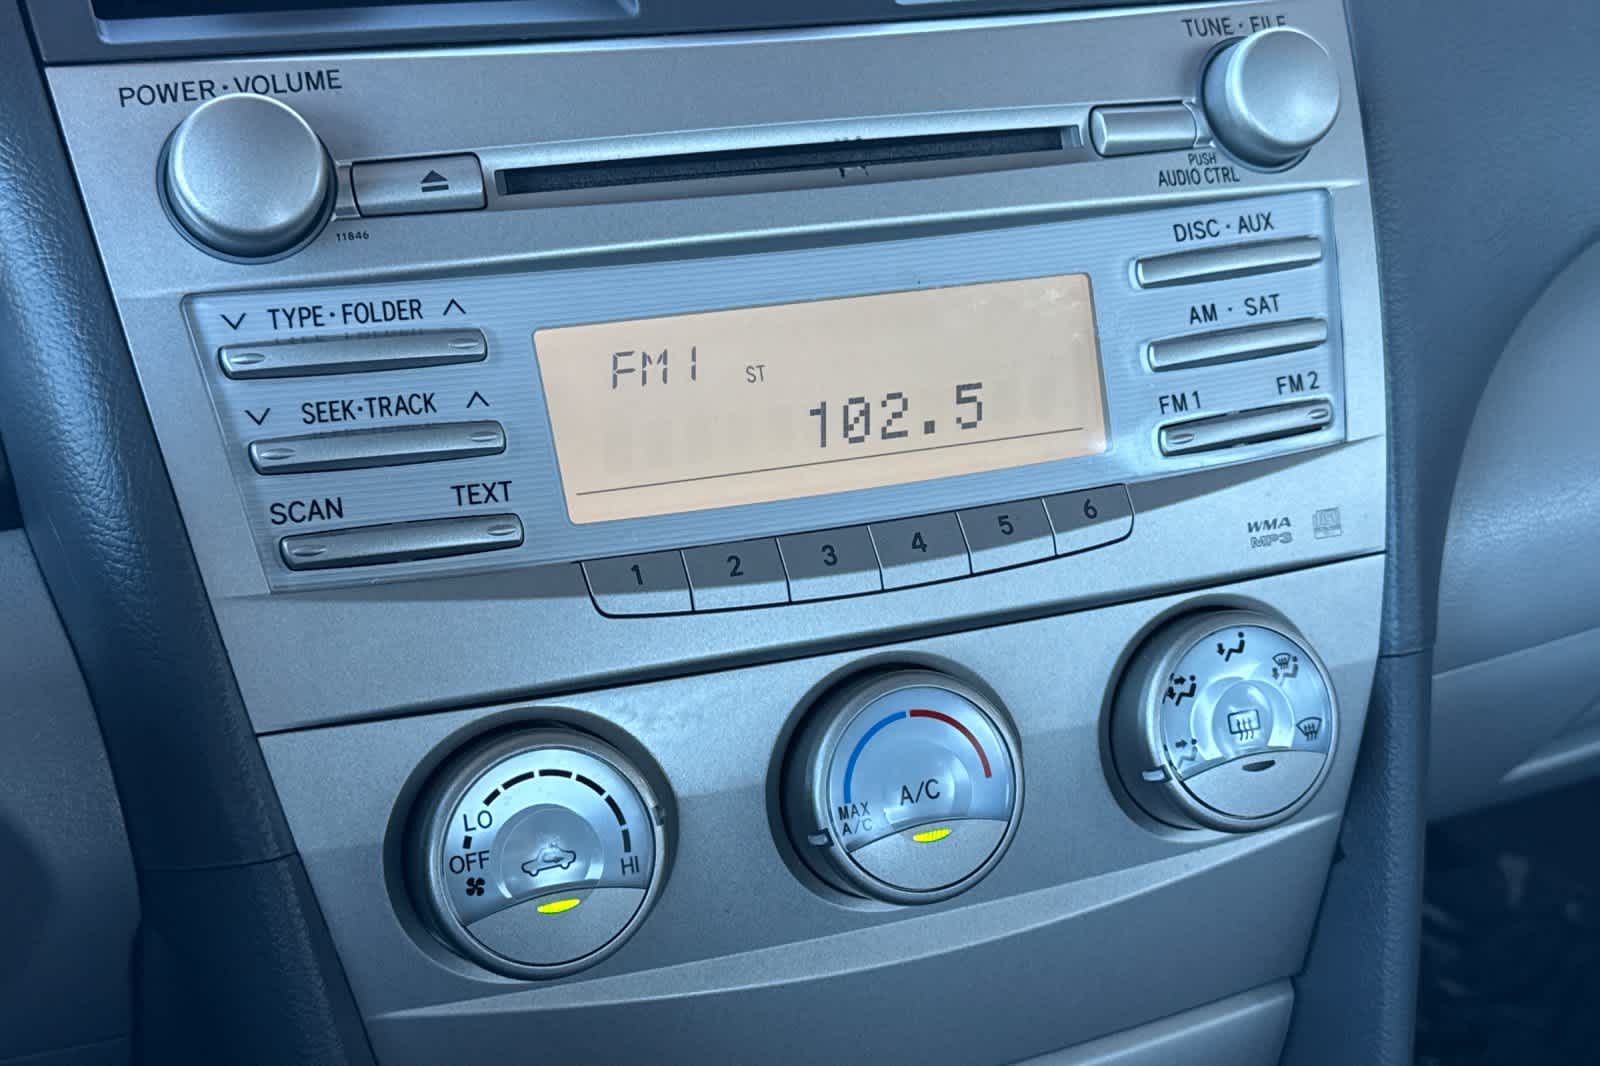 POWER · VOLUME
TUNE · FILE
PUSH
AUDIO CTRL
11846
DISC · AUX
TYPE · FOLDER
AM · SAT
SEEK · TRACK
FM1
FM2
SCAN
TEXT
FM1
ST
102.5
1 2 3 4 5 6
WMA
MP3
LO
OFF
HI
MAX
A/C
A/C